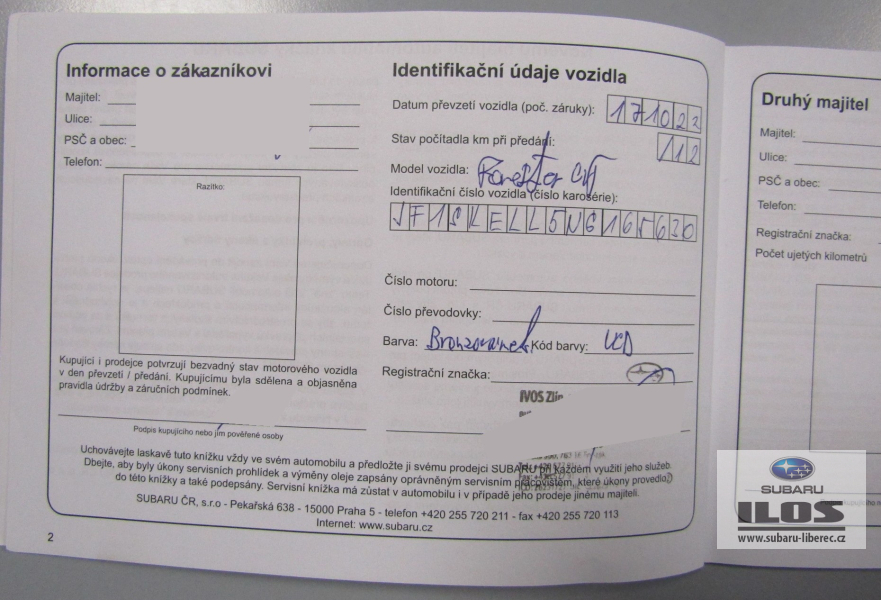 Informace o zákazníkovi
Majitel:
Ulice:
PSČ a obec:
Telefon:
Razítko:
Kupující i prodejce potvrzují bezvadný stav motorového vozidla
v den převzetí / předání. Kupujícímu byla sdělena a objasněna
pravidla údržby a záručních podmínek.
Podpis kupujícího nebo jím pověřené osoby
Identifikační údaje vozidla
Datum převzetí vozidla (poč. záruky): 171022
Stav počítadla km při předání: 112
Model vozidla: Forester
Identifikační číslo vozidla (číslo karosérie):
JF1SKELL5NG165630
Číslo motoru:
Číslo převodovky:
Barva: Kód barvy:
Registrační značka:
IVOS Zlín
Uchovávejte laskavě tuto knížku vždy ve svém automobilu a předložte ji svému prodejci SUBARU při každém využití jeho služeb.
Dbejte, aby byly úkony servisních prohlídek a výměny oleje zapsány oprávněným servisním pracovištěm, které úkony provedlo,
do této knížky a také podepsány. Servisní knížka má zůstat v automobilu i v případě jeho prodeje jinému majiteli.
SUBARU ČR, s.r.o - Pekařská 638 - 15000 Praha 5 - telefon +420 255 720 211 - fax +420 255 720 113
Internet: www.subaru.cz
2
Druhý majitel
Majitel:
Ulice:
PSČ a obec:
Telefon:
Registrační značka:
Počet ujetých kilometrů
SUBARU
ILOS
www.subaru-liberec.cz